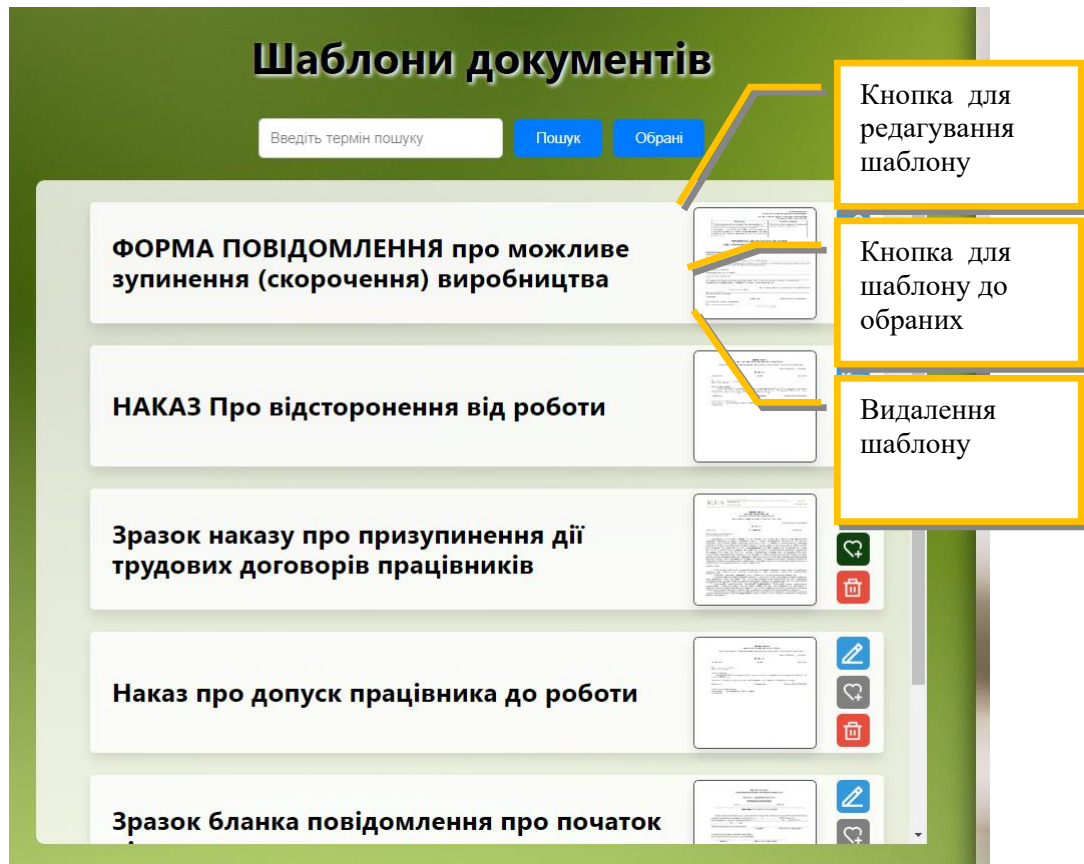 Шаблони документів
Введіть термін пошуку
Пошук
Обрані
Кнопка для
редагування
шаблону
ФОРМА ПОВІДОМЛЕННЯ про можливе
зупинення (скорочення) виробництва
Кнопка для
шаблону до
обраних
НАКАЗ Про відсторонення від роботи
Видалення
шаблону
Зразок наказу про призупинення дії
трудових договорів працівників
Наказ про допуск працівника до роботи
Зразок бланка повідомлення про початок